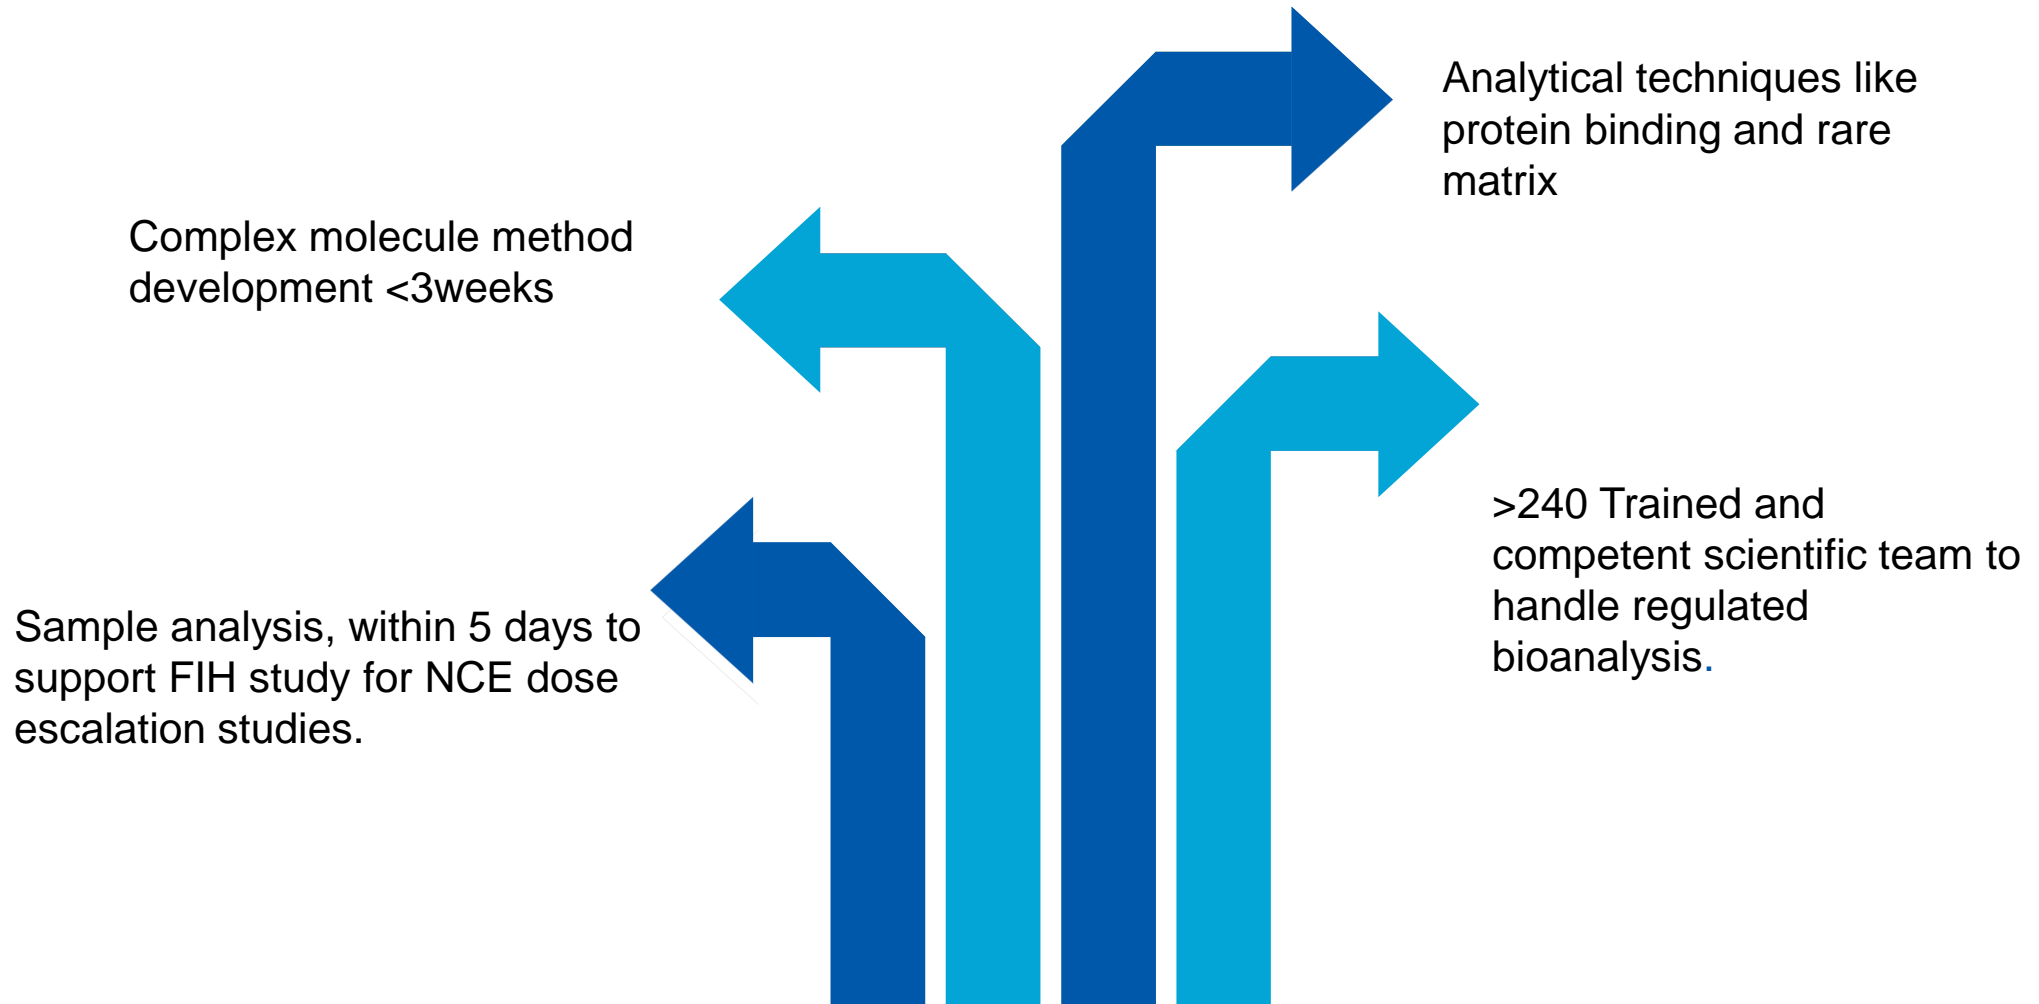 Analytical techniques like
protein binding and rare
matrix
Complex molecule method
development <3weeks
>240 Trained and
competent scientific team to
handle regulated
bioanalysis.
Sample analysis, within 5 days to
support FIH study for NCE dose
escalation studies.